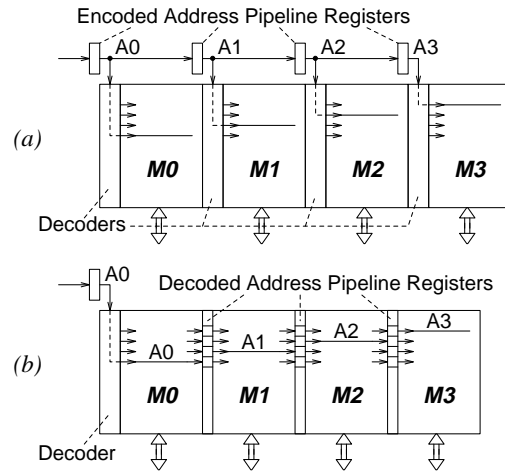 Encoded Address Pipeline Registers
A0 A1 A2 A3
(a)
M0 M1 M2 M3
Decoders
A0
Decoded Address Pipeline Registers
A0 A1 A2 A3
(b)
M0 M1 M2 M3
Decoder